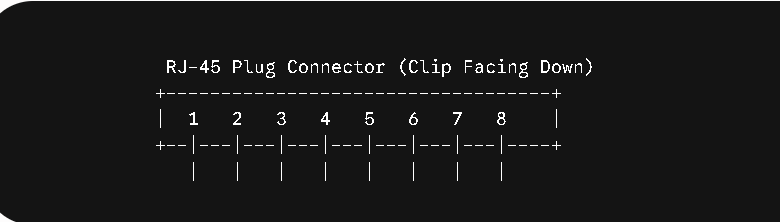 RJ-45 Plug Connector (Clip Facing Down)
+-----------------------------------+
|  1   2   3   4   5   6   7   8    |
+--|---|---|---|---|---|---|---|----+
   |   |   |   |   |   |   |   |